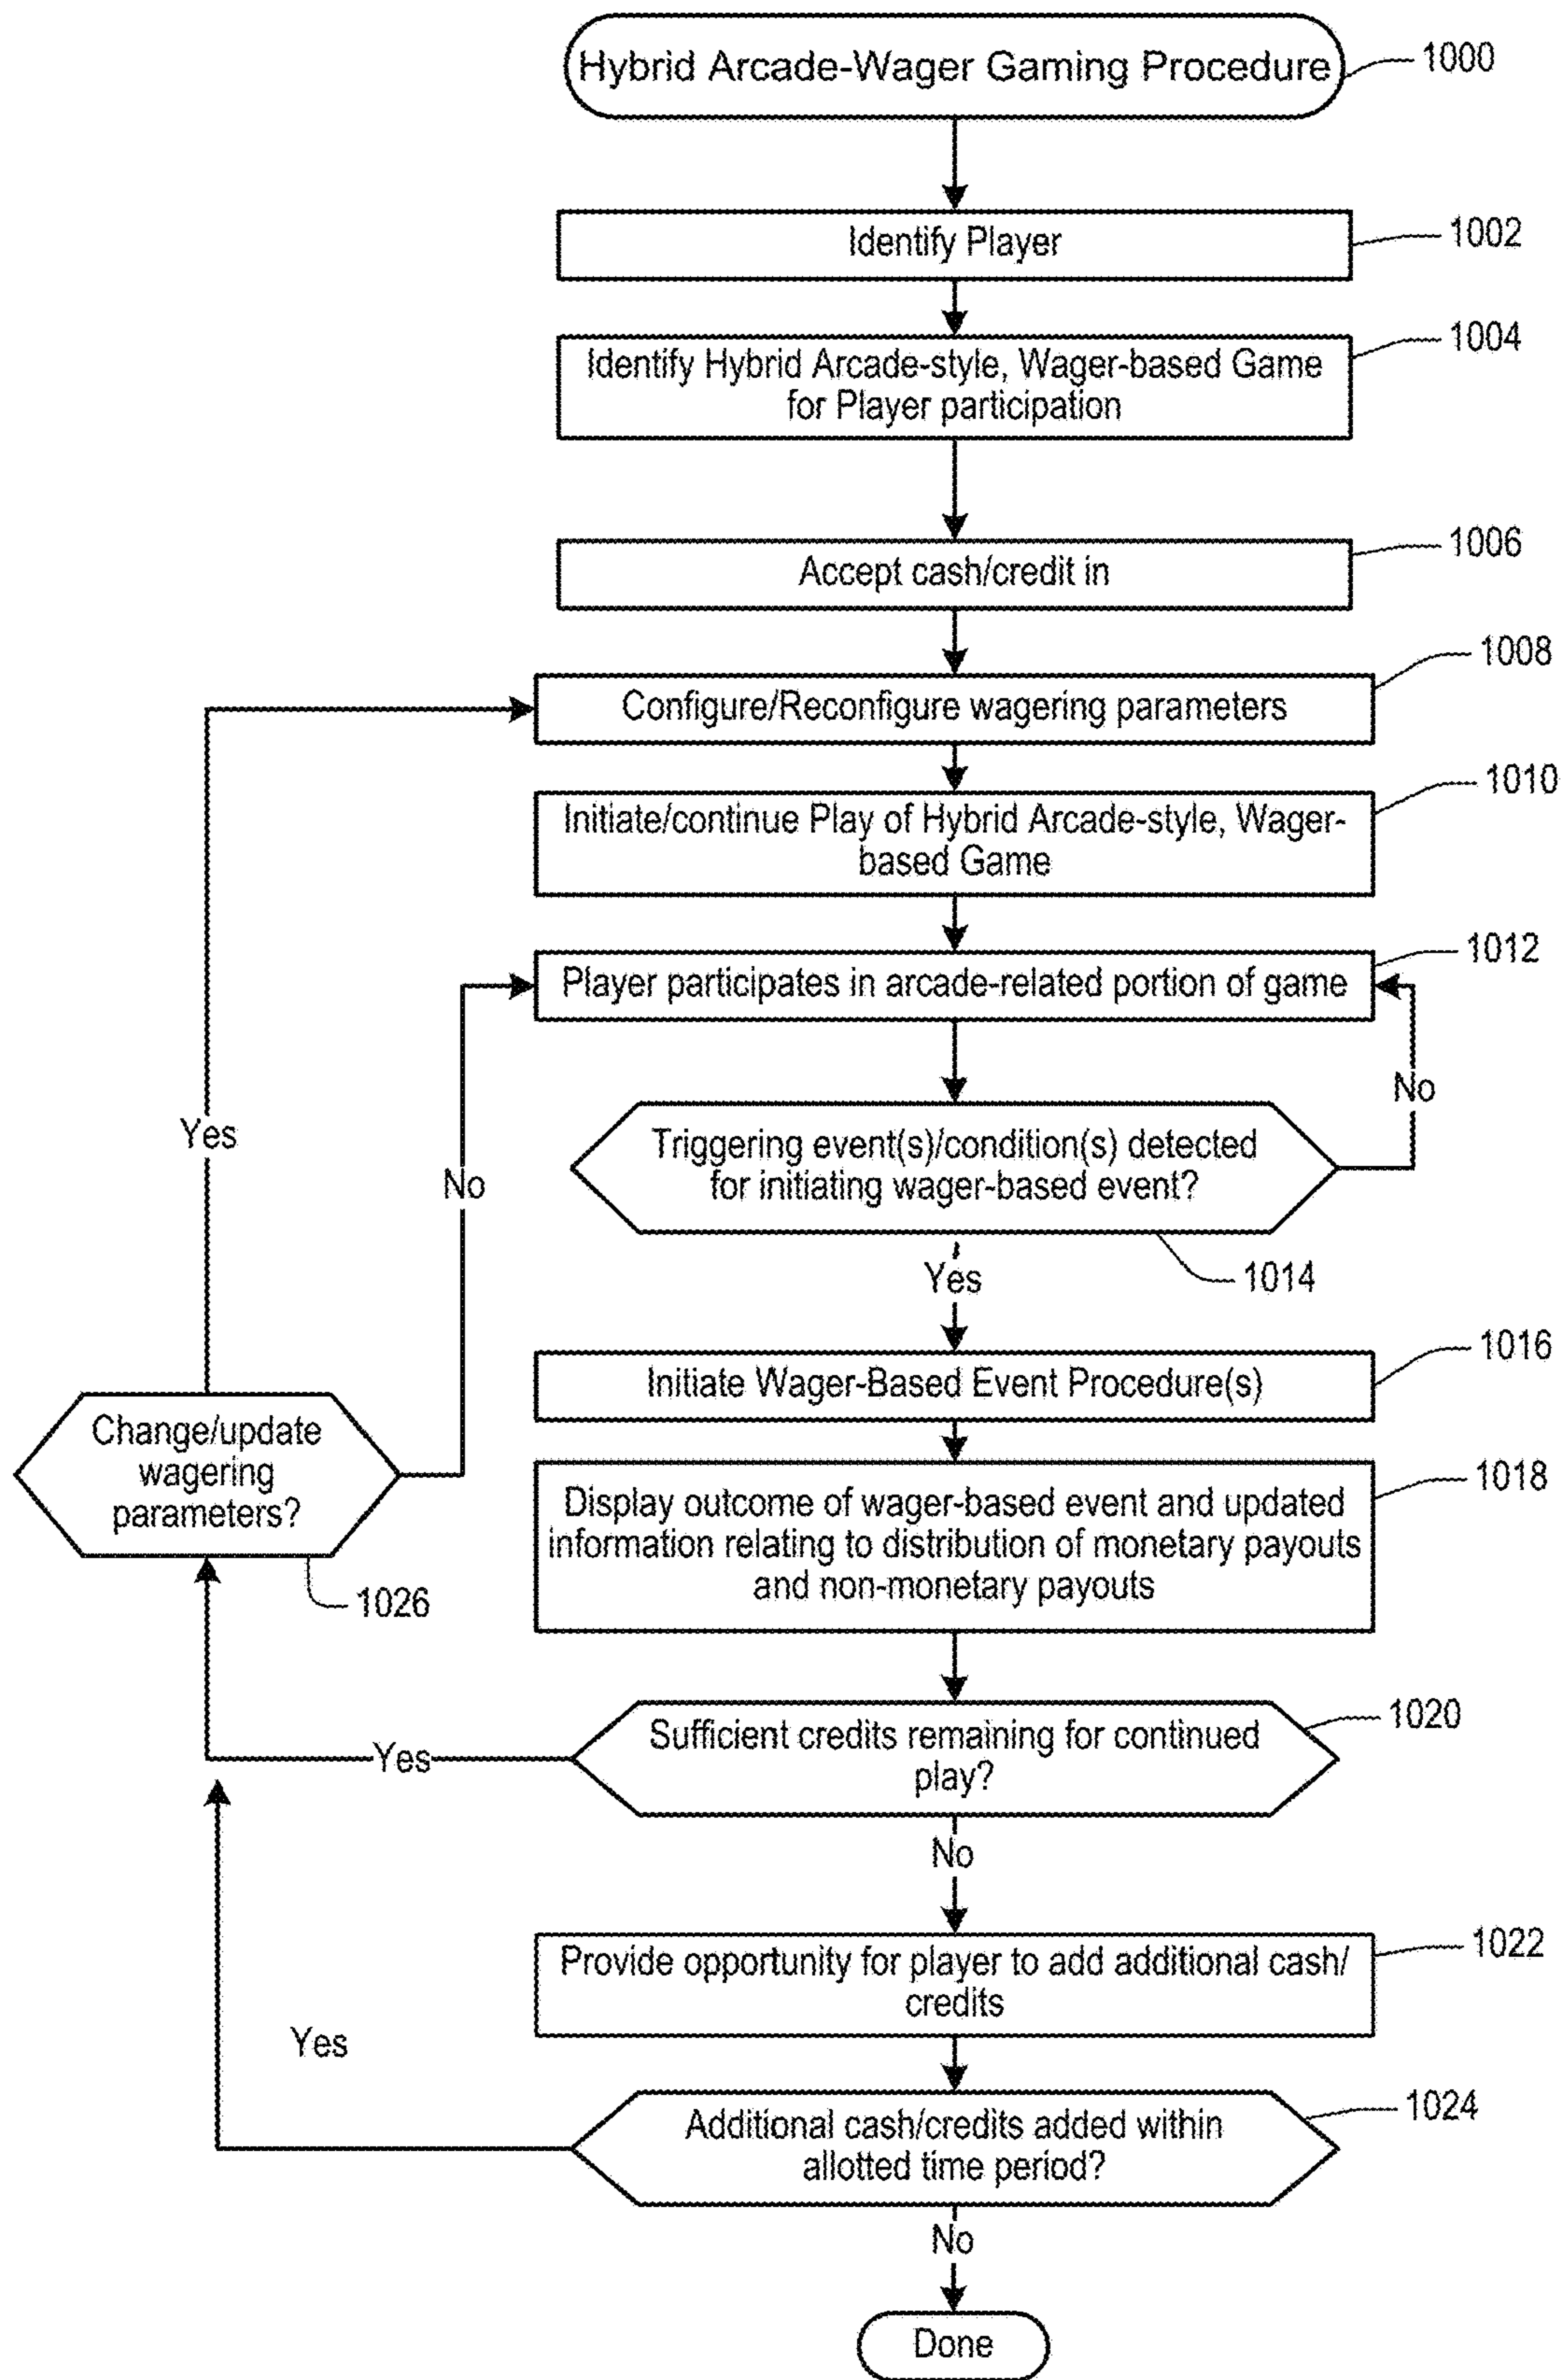 Hybrid Arcade-Wager Gaming Procedure
1000
Identify Player
1002
Identify Hybrid Arcade-style, Wager-based Game
for Player participation
1004
Accept cash/credit in
1006
Configure/Reconfigure wagering parameters
1008
Initiate/continue Play of Hybrid Arcade-style, Wager-
based Game
1010
Player participates in arcade-related portion of game
1012
No
Yes
No
Triggering event(s)/condition(s) detected
for initiating wager-based event?
1014
Yes
Initiate Wager-Based Event Procedure(s)
1016
Change/update
wagering
parameters?
1026
Display outcome of wager-based event and updated
information relating to distribution of monetary payouts
and non-monetary payouts
1018
Sufficient credits remaining for continued
play?
1020
Yes
No
Provide opportunity for player to add additional cash/
credits
1022
Yes
Additional cash/credits added within
allotted time period?
1024
No
Done